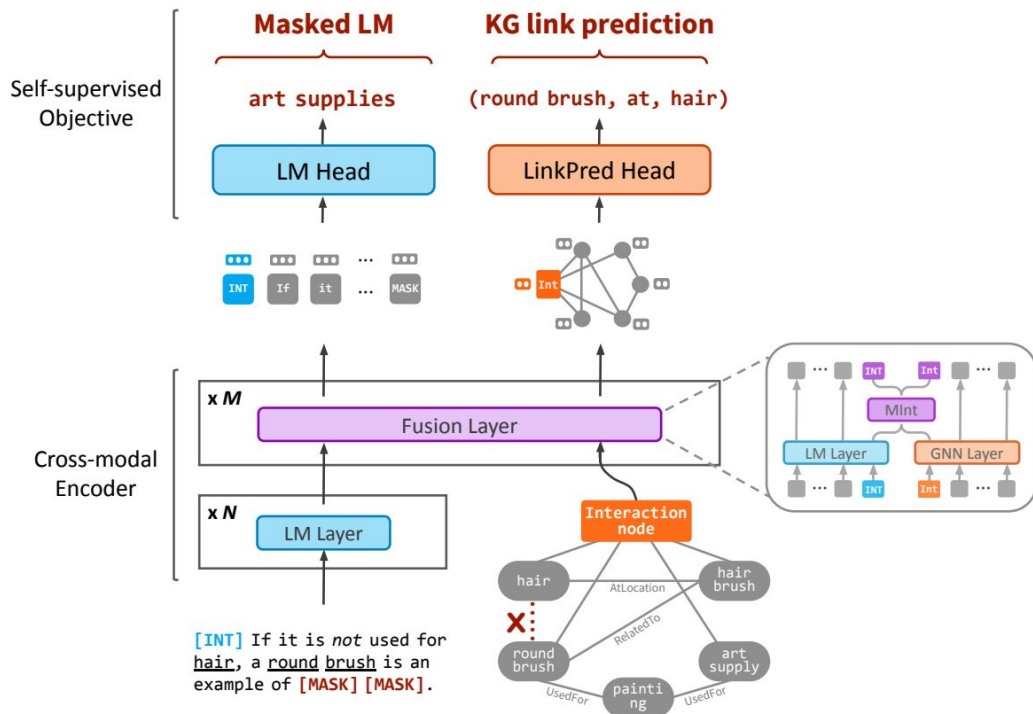 Masked LM
KG link prediction
Self-supervised
Objective
art supplies
(round brush, at, hair)
LM Head
LinkPred Head
INT
If
it
...
MASK
Int
x M
Fusion Layer
INT
Int
...
...
MInt
LM Layer
GNN Layer
INT
Int
...
...
Cross-modal
Encoder
x N
LM Layer
Interaction
node
hair
hair
brush
AtLocation
X
RelatedTo
round
brush
art
supply
UsedFor
painti
ng
UsedFor
[INT] If it is not used for
hair, a round brush is an
example of [MASK] [MASK].